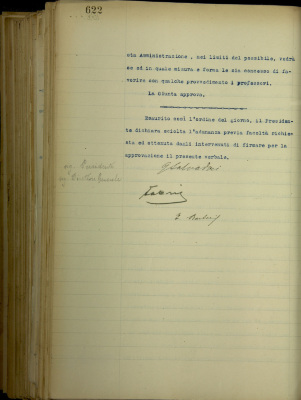 622
sta Amministrazione, nei limiti del possibile, vedrà
se ed in quale misura e forma le sia concesso di fa-
vorire con qualche provvedimento i professori.
La Giunta approva.
Esaurito così l'ordine del giorno, il Presiden-
te dichiara sciolta l'adunanza previa facoltà richie-
sta ed ottenuta dagli intervenuti di firmare per la
approvazione il presente verbale.
G Salvadori